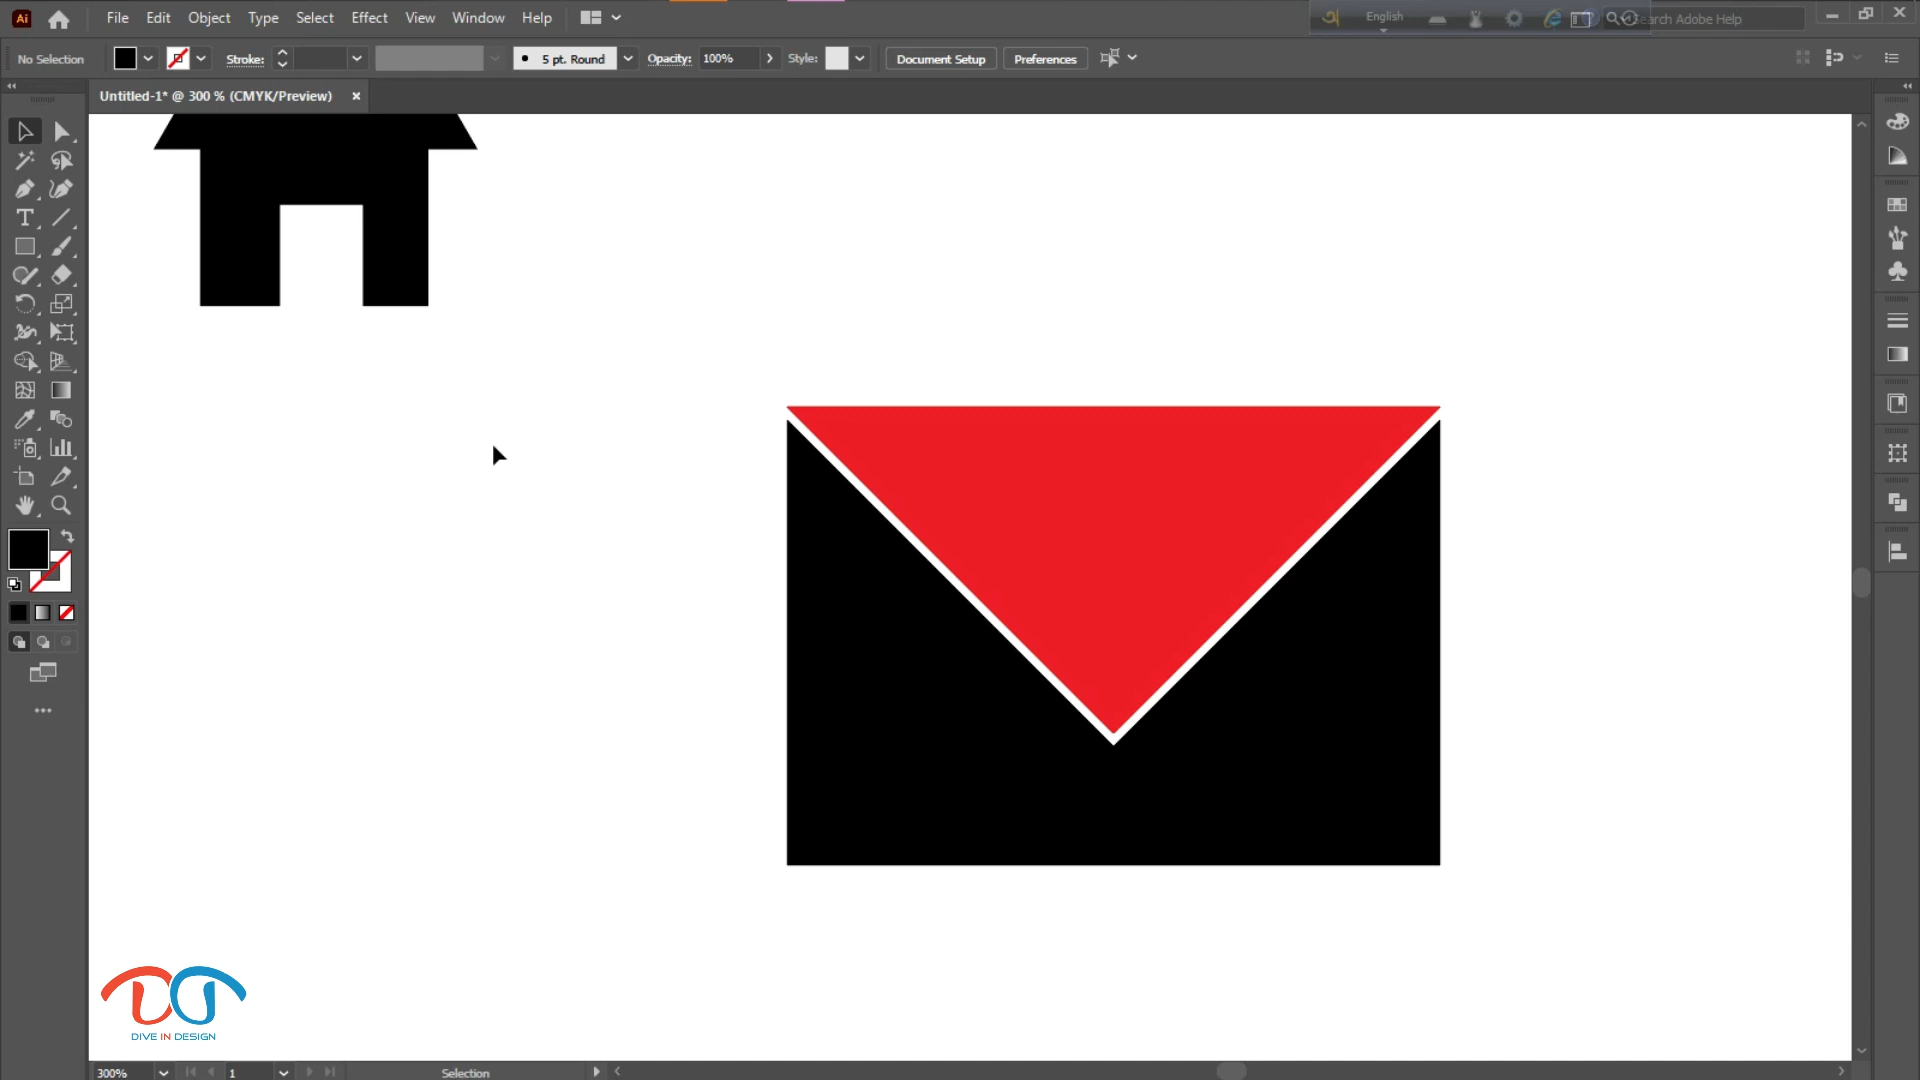 Ai
File Edit Object Type Select Effect View Window Help
English
Search Adobe Help
No Selection
Stroke:
5 pt. Round
Opacity: 100%
Style:
Document Setup
Preferences
Untitled-1* @ 300 % (CMYK/Preview)
DIVE IN DESIGN
300%
1
Selection